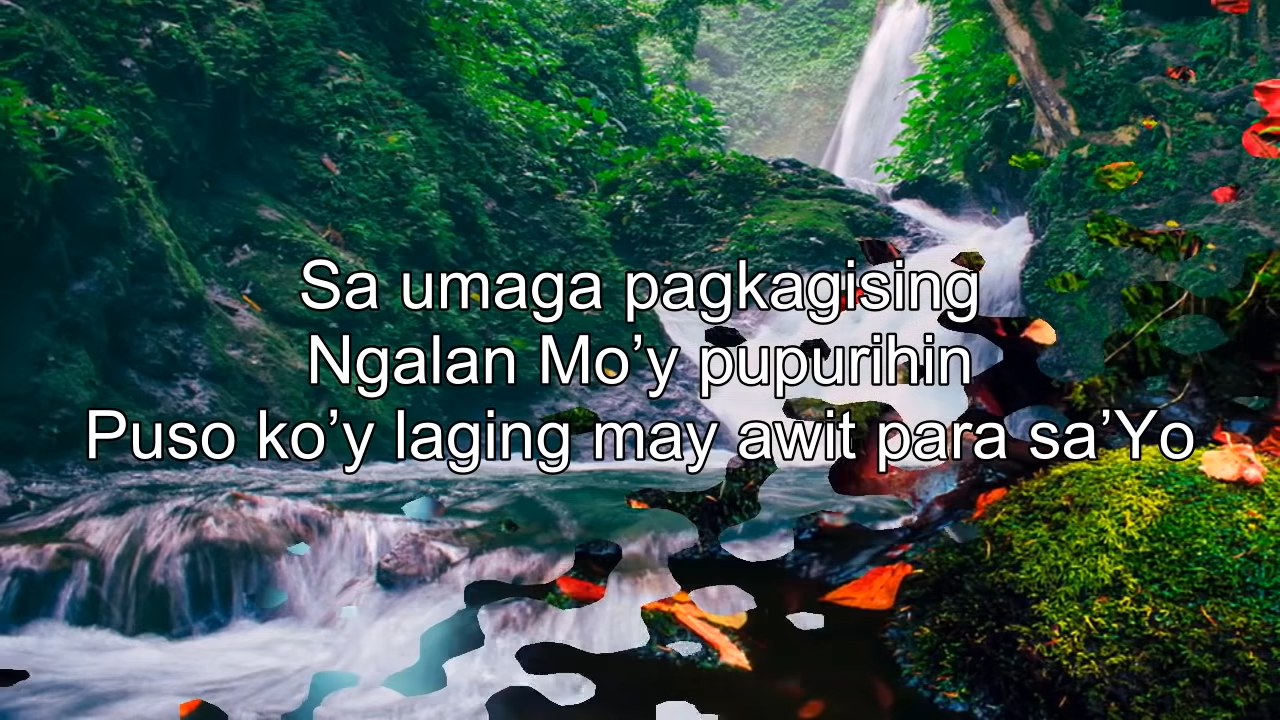 Sa umaga pagkagising
Ngalan Mo’y pupurihin
Puso ko’y laging may awit para sa’Yo